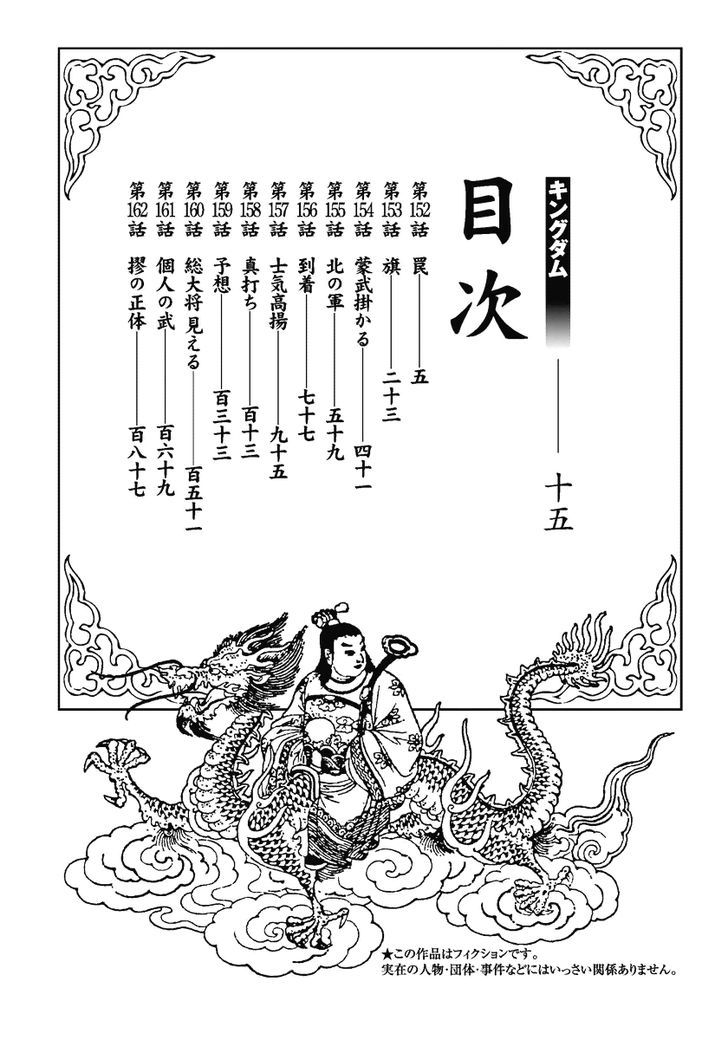 キングダム――十五
目次
第152話 罠――五
第153話 旗――二十三
第154話 蒙武掛かる――四十一
第155話 北の軍――五十九
第156話 到着――七十七
第157話 士気高揚――九十五
第158話 真打ち――百十三
第159話 予想――百三十三
第160話 総大将見える――百五十一
第161話 個人の武――百六十九
第162話 摎の正体――百八十七
★この作品はフィクションです。
実在の人物・団体・事件などにはいっさい関係ありません。